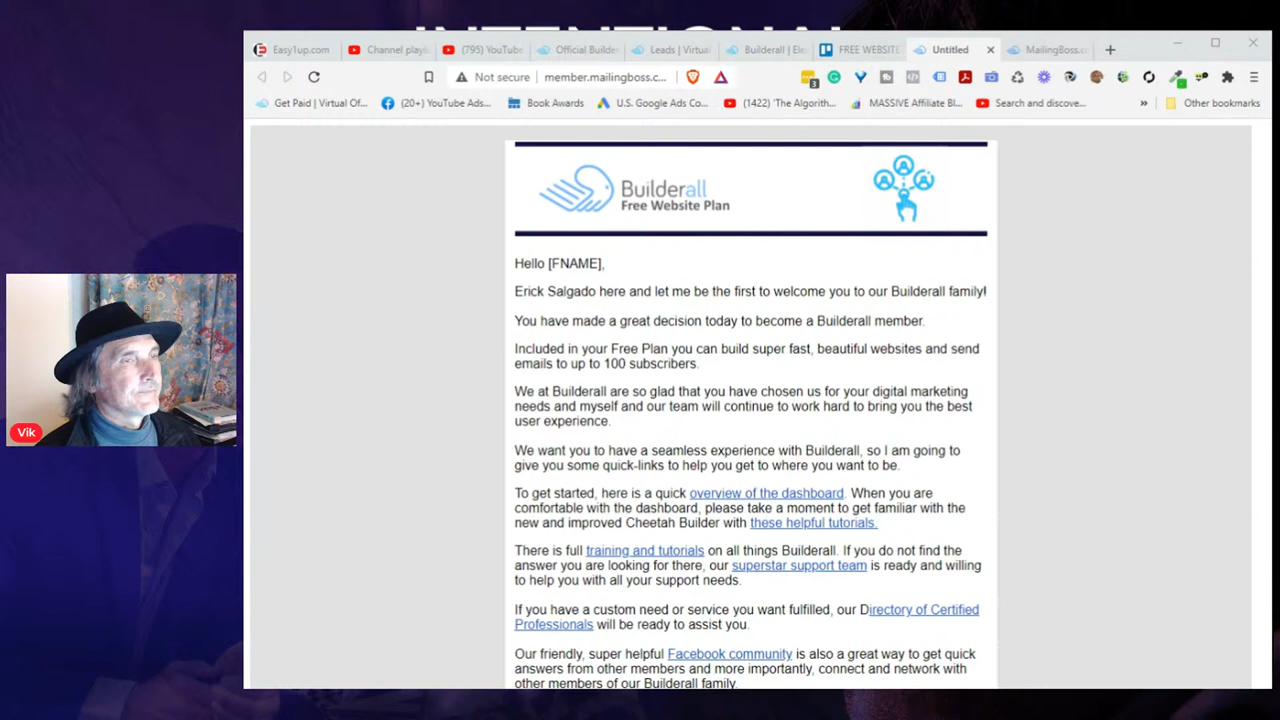 INTENTIONAL
Easy1up.com
Channel playli
(795) YouTube
Official Builde
Leads | Virtual
Builderall | Ele
FREE WEBSITE
Untitled
MailingBoss.c
Not secure
member.mailingboss.c...
3
Get Paid | Virtual Of...
(20+) YouTube Ads...
Book Awards
U.S. Google Ads Co...
(1422) 'The Algorith...
MASSIVE Affiliate Bl...
Search and discove...
»
Other bookmarks
Builderall
Free Website Plan
Hello [FNAME],
Erick Salgado here and let me be the first to welcome you to our Builderall family!
You have made a great decision today to become a Builderall member.
Included in your Free Plan you can build super fast, beautiful websites and send
emails to up to 100 subscribers.
We at Builderall are so glad that you have chosen us for your digital marketing
needs and myself and our team will continue to work hard to bring you the best
user experience.
We want you to have a seamless experience with Builderall, so I am going to
give you some quick-links to help you get to where you want to be.
To get started, here is a quick overview of the dashboard. When you are
comfortable with the dashboard, please take a moment to get familiar with the
new and improved Cheetah Builder with these helpful tutorials.
There is full training and tutorials on all things Builderall. If you do not find the
answer you are looking for there, our superstar support team is ready and willing
to help you with all your support needs.
If you have a custom need or service you want fulfilled, our Directory of Certified
Professionals will be ready to assist you.
Our friendly, super helpful Facebook community is also a great way to get quick
answers from other members and more importantly, connect and network with
other members of our Builderall family.
Vik